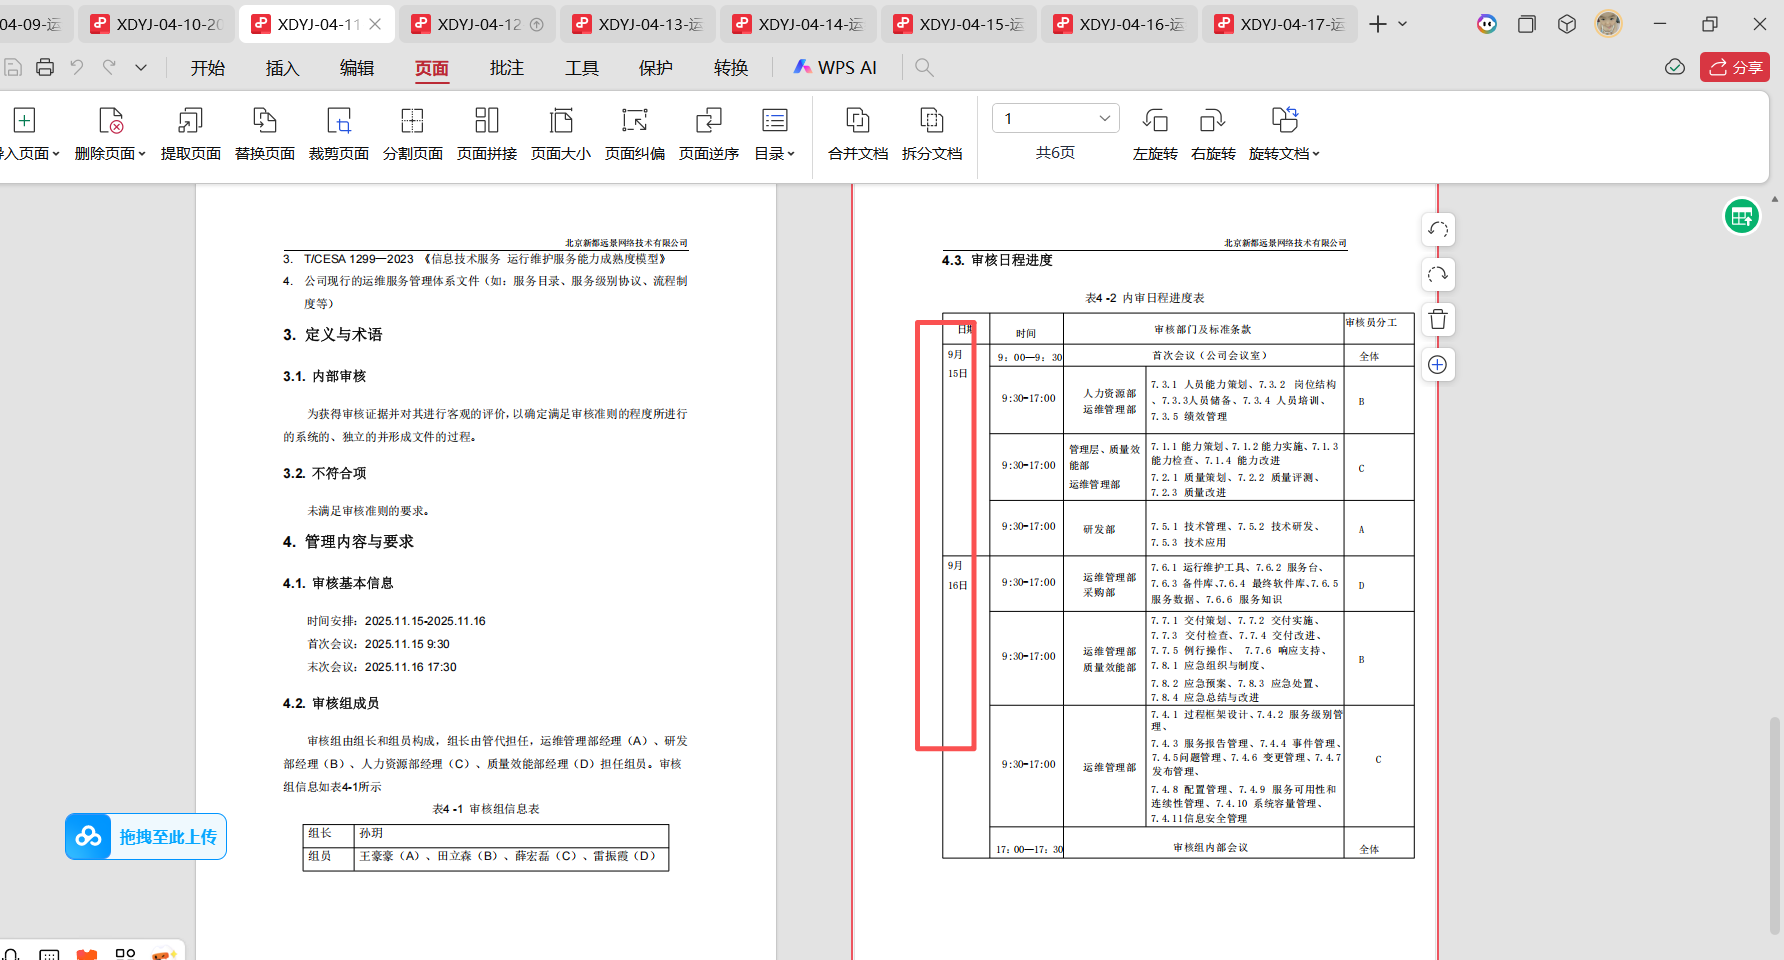 04-09-运
XDYJ-04-10-20
XDYJ-04-11
XDYJ-04-12
XDYJ-04-13-运
XDYJ-04-14-运
XDYJ-04-15-运
XDYJ-04-16-运
XDYJ-04-17-运
开始
插入
编辑
页面
批注
工具
保护
转换
WPS AI
分享
入页面
删除页面
提取页面
替换页面
裁剪页面
分割页面
页面拼接
页面大小
页面纠偏
页面逆序
目录
合并文档
拆分文档
1
共6页
左旋转
右旋转
旋转文档
北京新都远景网络技术有限公司
3. T/CESA 1299—2023 《信息技术服务 运行维护服务能力成熟度模型》
4. 公司现行的运维服务管理体系文件（如：服务目录、服务级别协议、流程制
度等）
3. 定义与术语
3.1. 内部审核
为获得审核证据并对其进行客观的评价，以确定满足审核准则的程度所进行
的系统的、独立的并形成文件的过程。
3.2. 不符合项
未满足审核准则的要求。
4. 管理内容与要求
4.1. 审核基本信息
时间安排：2025.11.15-2025.11.16
首次会议：2025.11.15 9:30
末次会议：2025.11.16 17:30
4.2. 审核组成员
审核组由组长和组员构成，组长由管代担任，运维管理部经理（A）、研发
部经理（B）、人力资源部经理（C）、质量效能部经理（D）担任组员。审核
组信息如表4-1所示
表4 -1 审核组信息表
组长 孙玥
组员 王豪豪（A）、田立森（B）、薛宏磊（C）、雷振霞（D）
拖拽至此上传
北京新都远景网络技术有限公司
4.3. 审核日程进度
表4 -2 内审日程进度表
日期 时间 审核部门及标准条款 审核员分工
9月
15日
9：00—9：30 首次会议（公司会议室） 全体
9:30-17:00
人力资源部
运维管理部
7.3.1 人员能力策划、7.3.2 岗位结构
、7.3.3人员储备、7.3.4 人员培训、
7.3.5 绩效管理
B
9:30-17:00
管理层、质量效
能部
运维管理部
7.1.1 能力策划、7.1.2 能力实施、7.1.3
能力检查、7.1.4 能力改进
7.2.1 质量策划、7.2.2 质量评测、
7.2.3 质量改进
C
9:30-17:00
研发部
7.5.1 技术管理、7.5.2 技术研发、
7.5.3 技术应用
A
9月
16日
9:30-17:00
运维管理部
采购部
7.6.1 运行维护工具、7.6.2 服务台、
7.6.3 备件库、7.6.4 最终软件库、7.6.5
服务数据、7.6.6 服务知识
D
9:30-17:00
运维管理部
质量效能部
7.7.1 交付策划、7.7.2 交付实施、
7.7.3 交付检查、7.7.4 交付改进、
7.7.5 例行操作、 7.7.6 响应支持、
7.8.1 应急组织与制度、
7.8.2 应急预案、7.8.3 应急处置、
7.8.4 应急总结与改进
B
9:30-17:00
运维管理部
7.4.1 过程框架设计、7.4.2 服务级别管
理、
7.4.3 服务报告管理、7.4.4 事件管理、
7.4.5问题管理、7.4.6 变更管理、7.4.7
发布管理、
7.4.8 配置管理、7.4.9 服务可用性和
连续性管理、7.4.10 系统容量管理、
7.4.11信息安全管理
C
17：00—17：30 审核组内部会议 全体